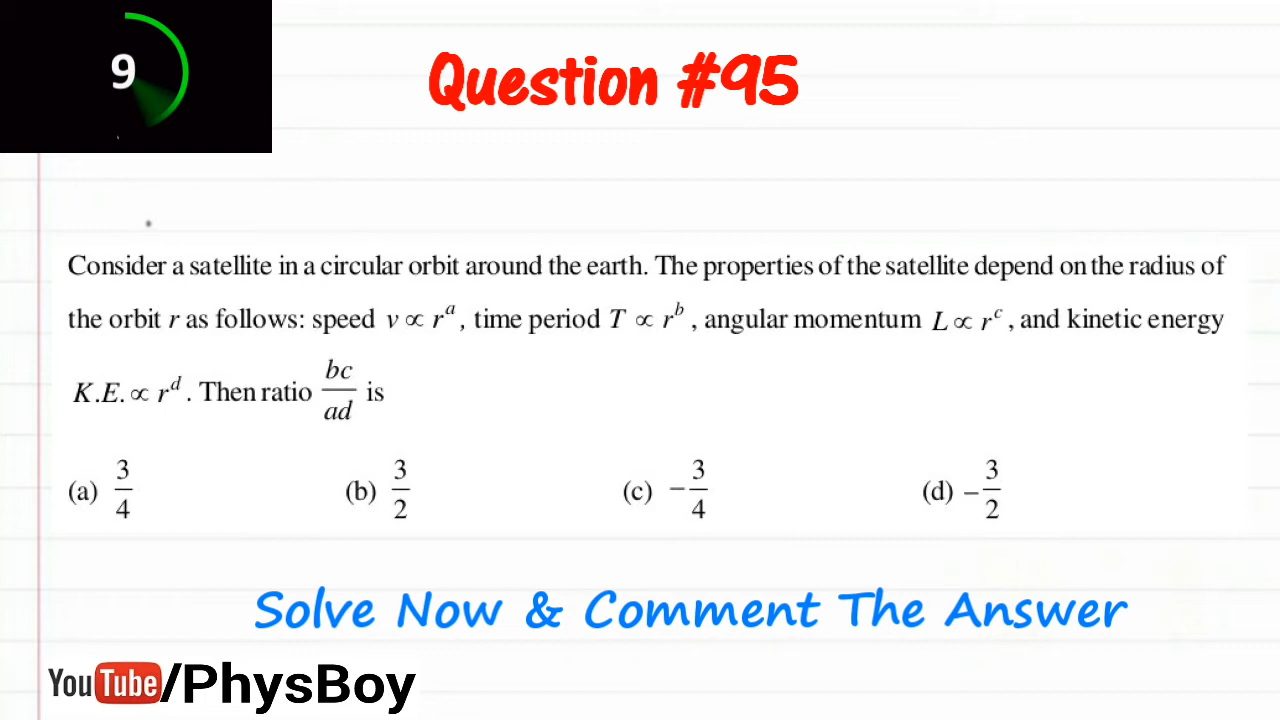 9
Question #95
Consider a satellite in a circular orbit around the earth. The properties of the satellite depend on the radius of
the orbit r as follows: speed v ∝ r^a, time period T ∝ r^b, angular momentum L ∝ r^c, and kinetic energy
K.E. ∝ r^d. Then ratio bc/ad is
(a) 3/4 (b) 3/2 (c) −3/4 (d) −3/2
Solve Now & Comment The Answer
YouTube/PhysBoy